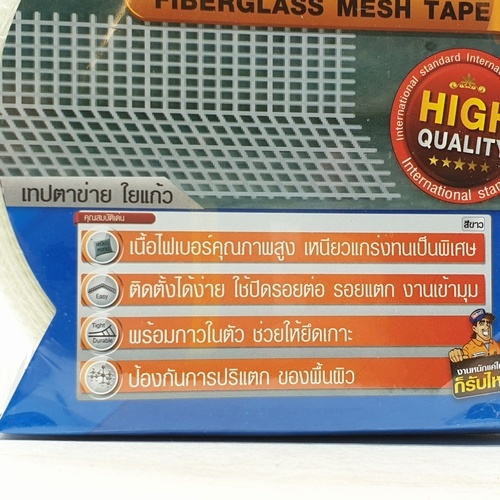 FIBERGLASS MESH TAPE
International standard
HIGH
QUALITY
International
เทปตาข่าย ใยแก้ว
คุณสมบัติเด่น
สีขาว
เนื้อไฟเบอร์คุณภาพสูง เหนียวแกร่งทนเป็นพิเศษ
Easy
ติดตั้งได้ง่าย ใช้ปิดรอยต่อ รอยแตก งานเข้ามุม
Tight
Durable
พร้อมกาวในตัว ช่วยให้ยึดเกาะ
ป้องกันการปริแตก ของพื้นผิว